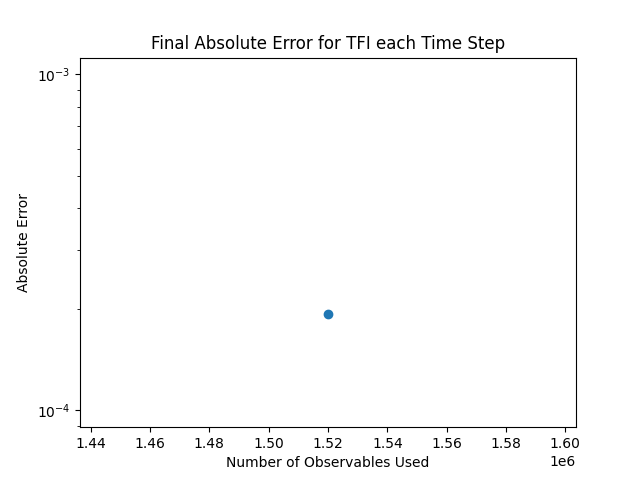 Final Absolute Error for TFI each Time Step
10⁻³
10⁻⁴
Absolute Error
1.44 1.46 1.48 1.50 1.52 1.54 1.56 1.58 1.60
1e6
Number of Observables Used